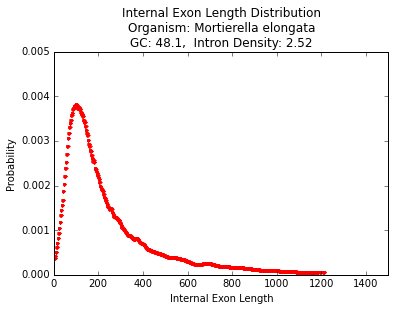 Internal Exon Length Distribution
Organism: Mortierella elongata
GC: 48.1,  Intron Density: 2.52
0.005
0.004
0.003
0.002
0.001
0.000
Probability
0
200
400
600
800
1000
1200
1400
Internal Exon Length